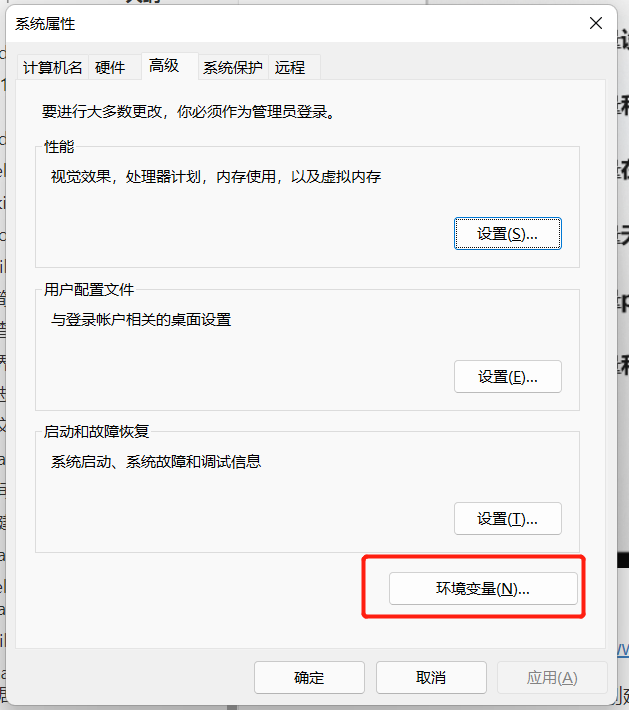 系统属性
计算机名 硬件 高级 系统保护 远程
要进行大多数更改，你必须作为管理员登录。
性能
视觉效果，处理器计划，内存使用，以及虚拟内存
设置(S)...
用户配置文件
与登录帐户相关的桌面设置
设置(E)...
启动和故障恢复
系统启动、系统故障和调试信息
设置(T)...
环境变量(N)...
确定 取消 应用(A)